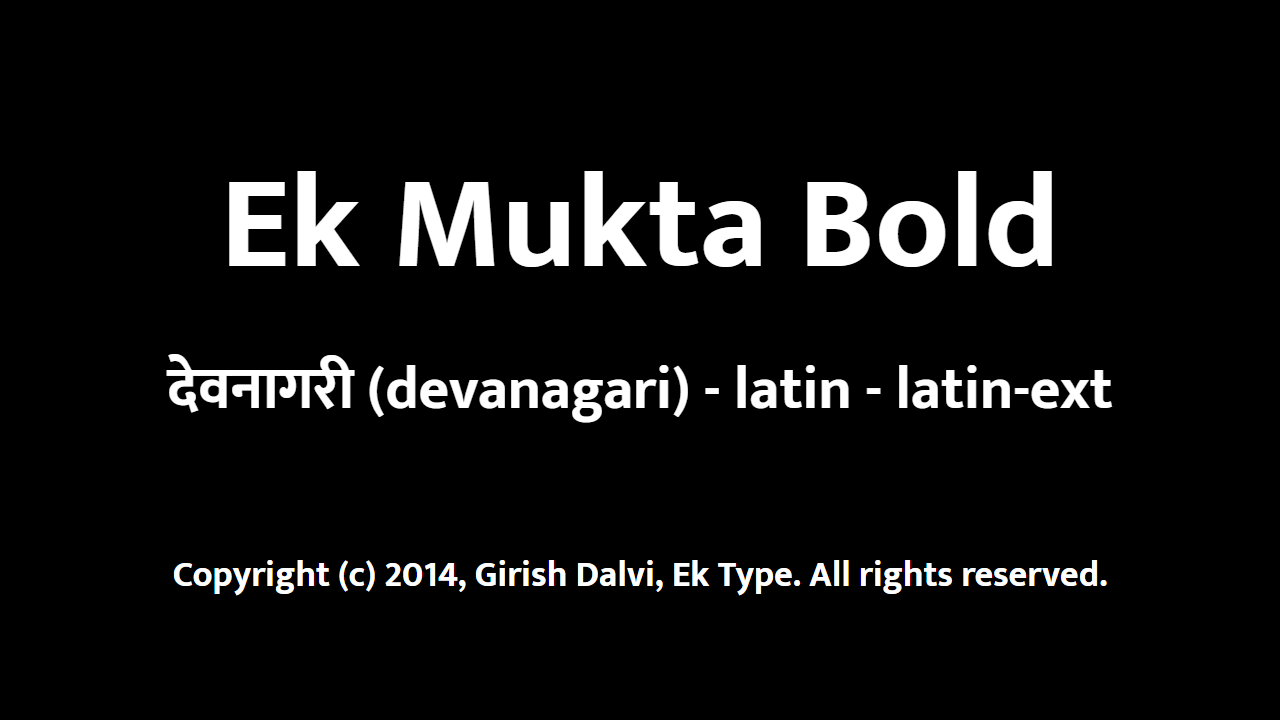 Ek Mukta Bold
देवनागरी (devanagari) - latin - latin-ext
Copyright (c) 2014, Girish Dalvi, Ek Type. All rights reserved.